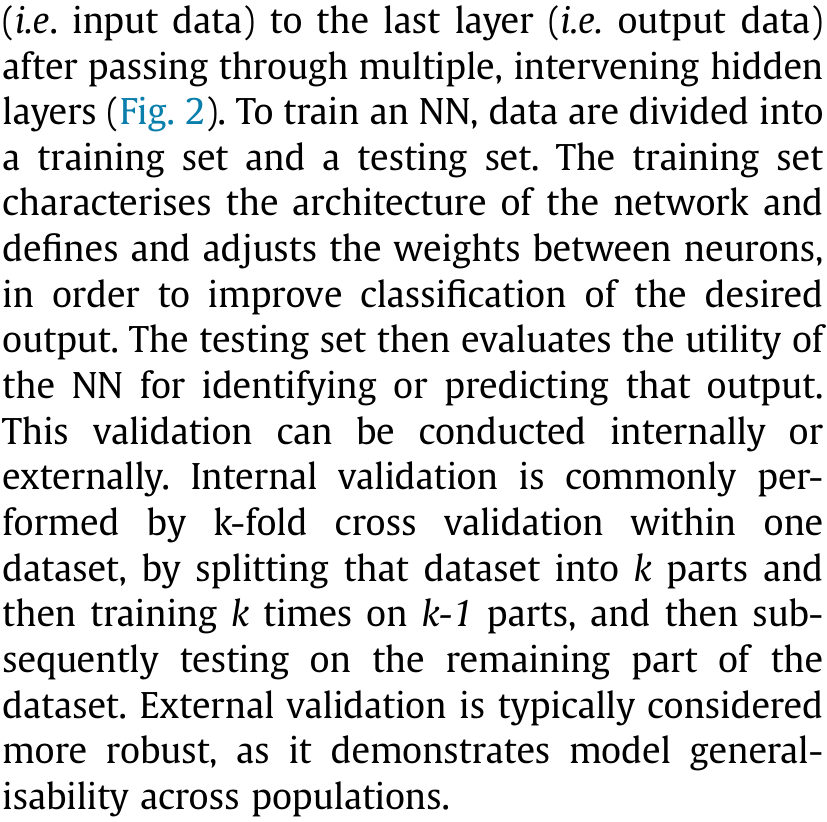 (i.e. input data) to the last layer (i.e. output data)
after passing through multiple, intervening hidden
layers (Fig. 2). To train an NN, data are divided into
a training set and a testing set. The training set
characterises the architecture of the network and
defines and adjusts the weights between neurons,
in order to improve classification of the desired
output. The testing set then evaluates the utility of
the NN for identifying or predicting that output.
This validation can be conducted internally or
externally. Internal validation is commonly per-
formed by k-fold cross validation within one
dataset, by splitting that dataset into k parts and
then training k times on k-1 parts, and then sub-
sequently testing on the remaining part of the
dataset. External validation is typically considered
more robust, as it demonstrates model general-
isability across populations.